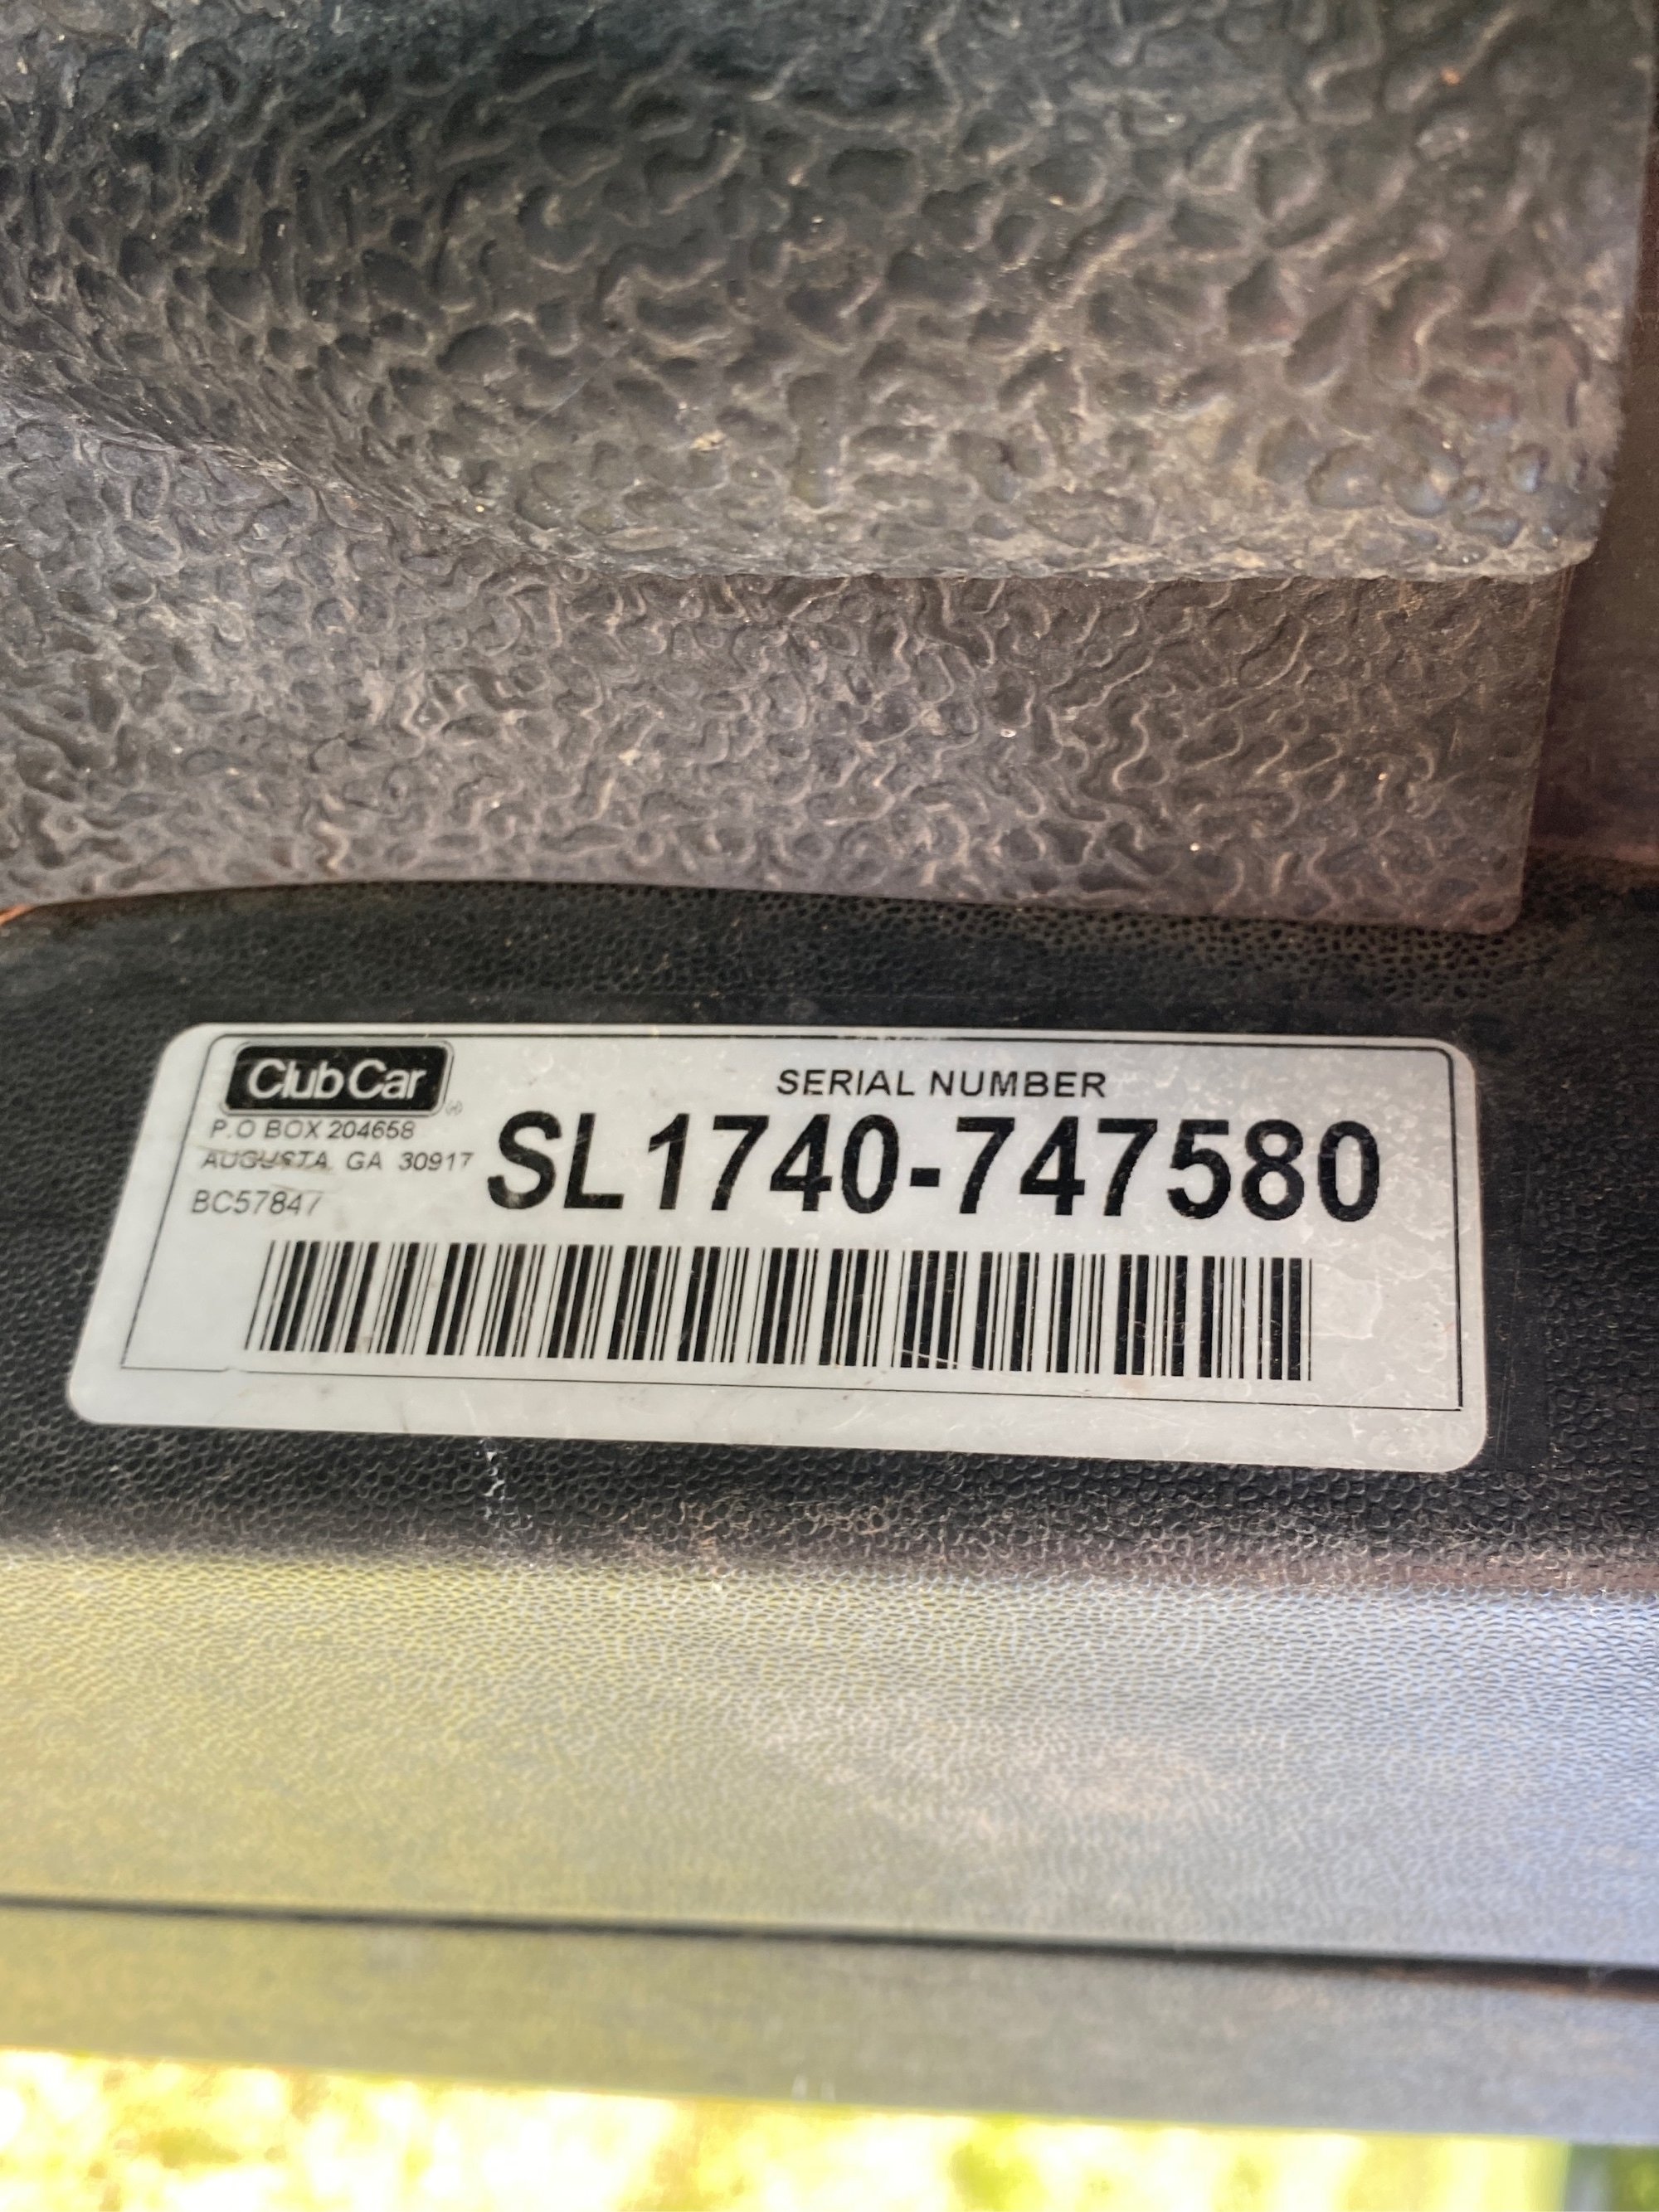 Club Car
P.O BOX 204658
AUGUSTA GA 30917
BC57847
SERIAL NUMBER
SL1740-747580